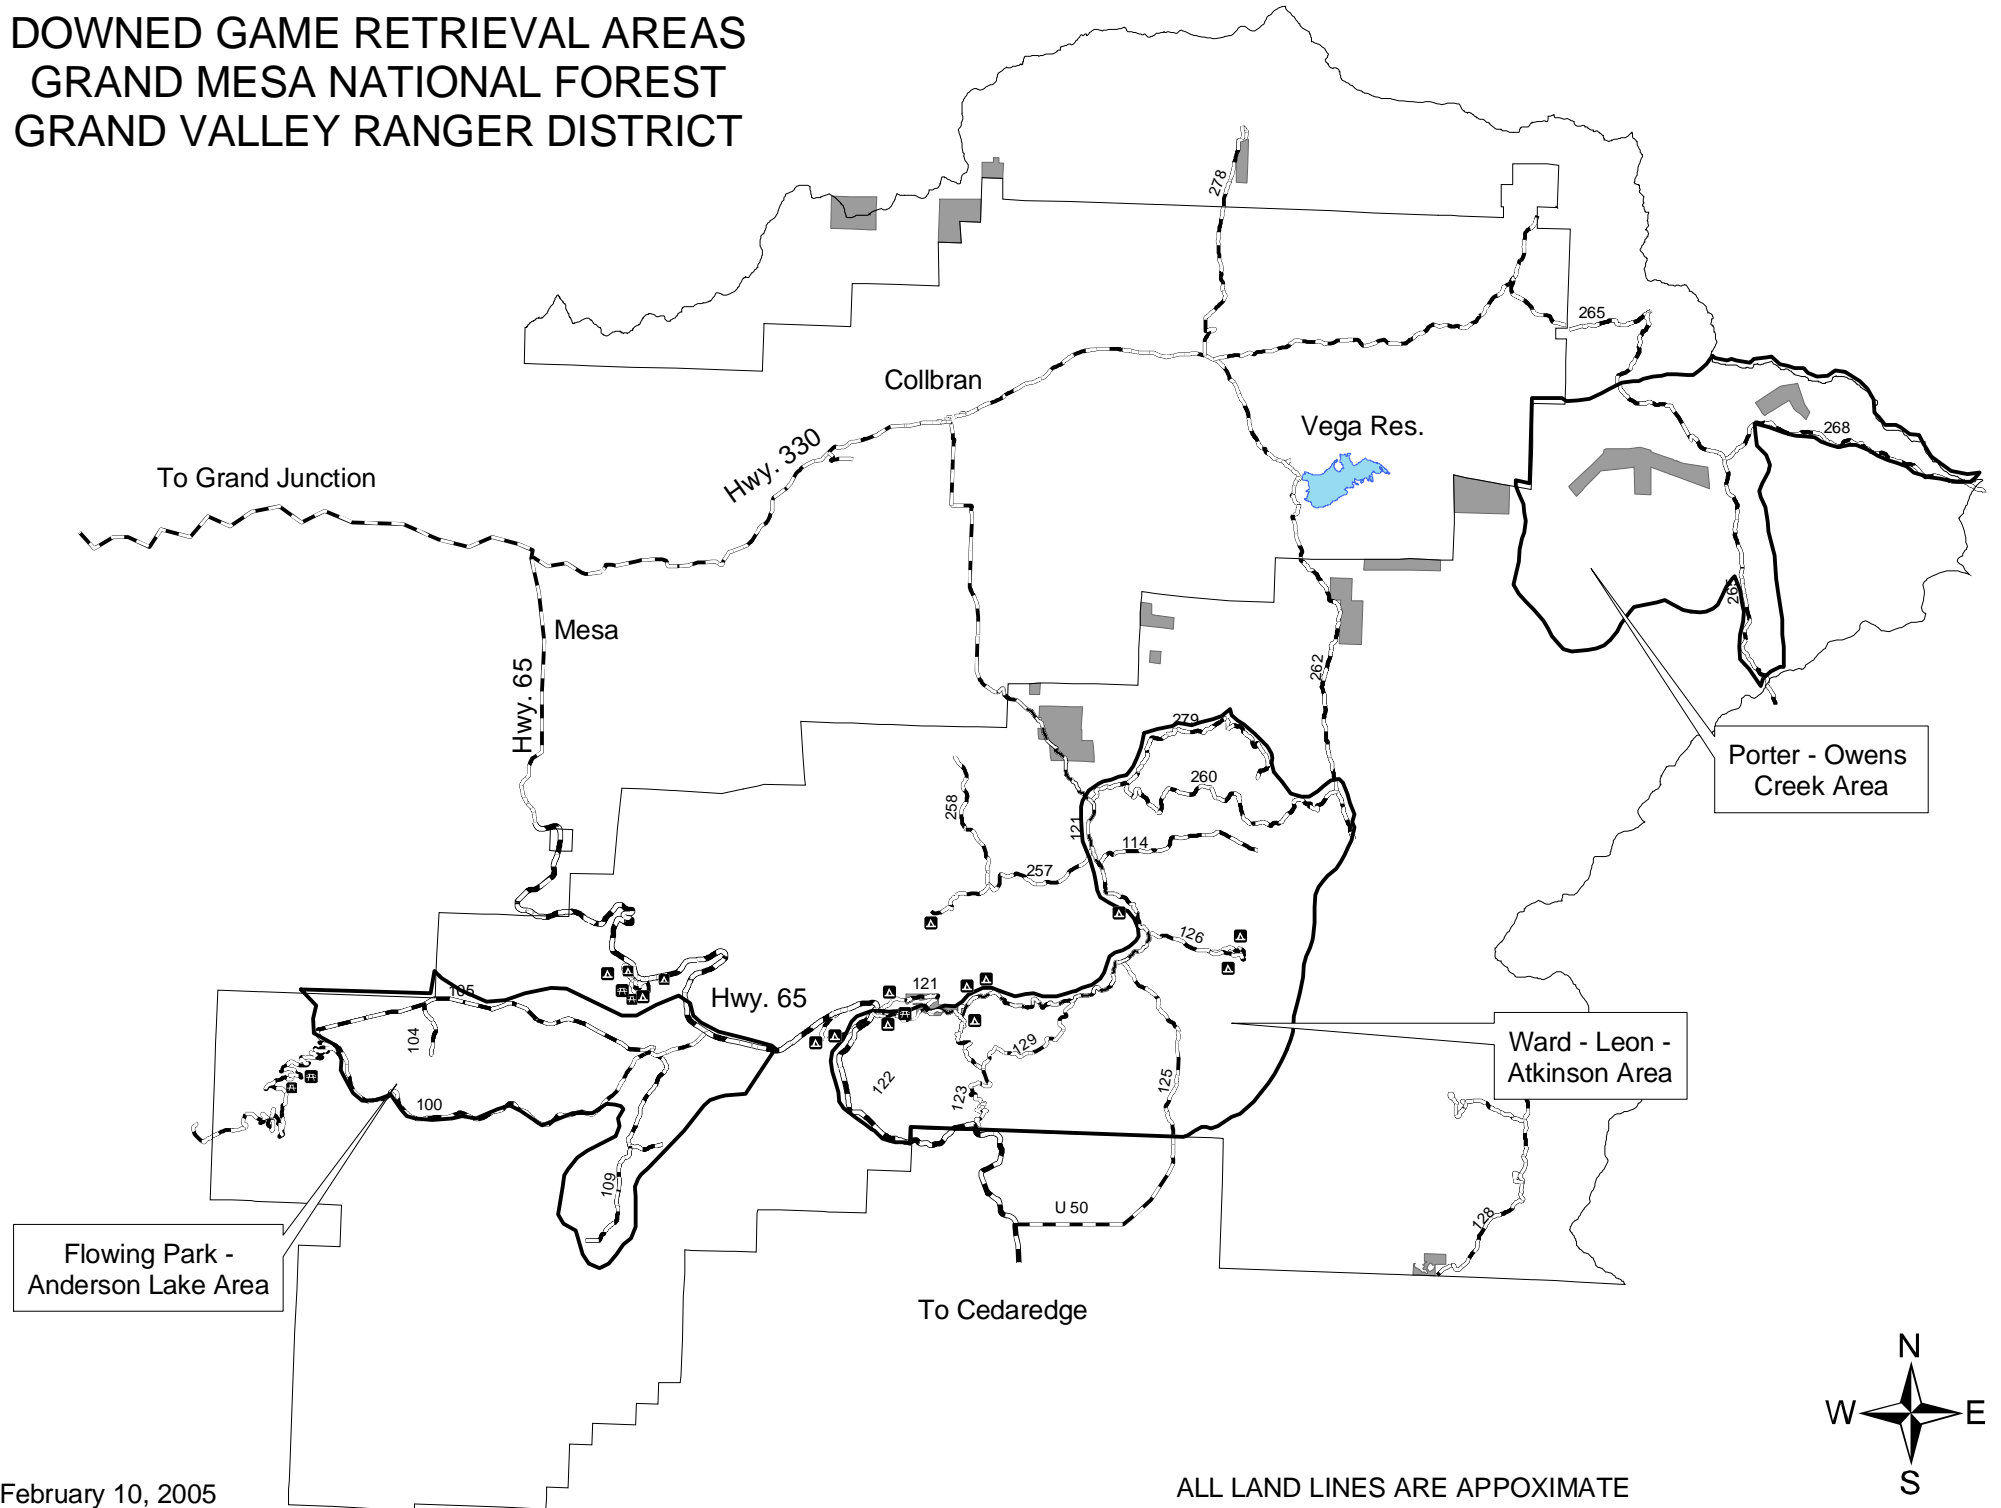 DOWNED GAME RETRIEVAL AREAS
GRAND MESA NATIONAL FOREST
GRAND VALLEY RANGER DISTRICT
278
265
Collbran
Vega Res.
268
Hwy. 330
To Grand Junction
265
Mesa
262
Hwy. 65
279
Porter - Owens
Creek Area
260
258
121
114
257
126
105
121
Hwy. 65
104
129
Ward - Leon -
Atkinson Area
122
125
123
100
109
U 50
128
Flowing Park -
Anderson Lake Area
To Cedaredge
N
W
E
S
February 10, 2005
ALL LAND LINES ARE APPOXIMATE